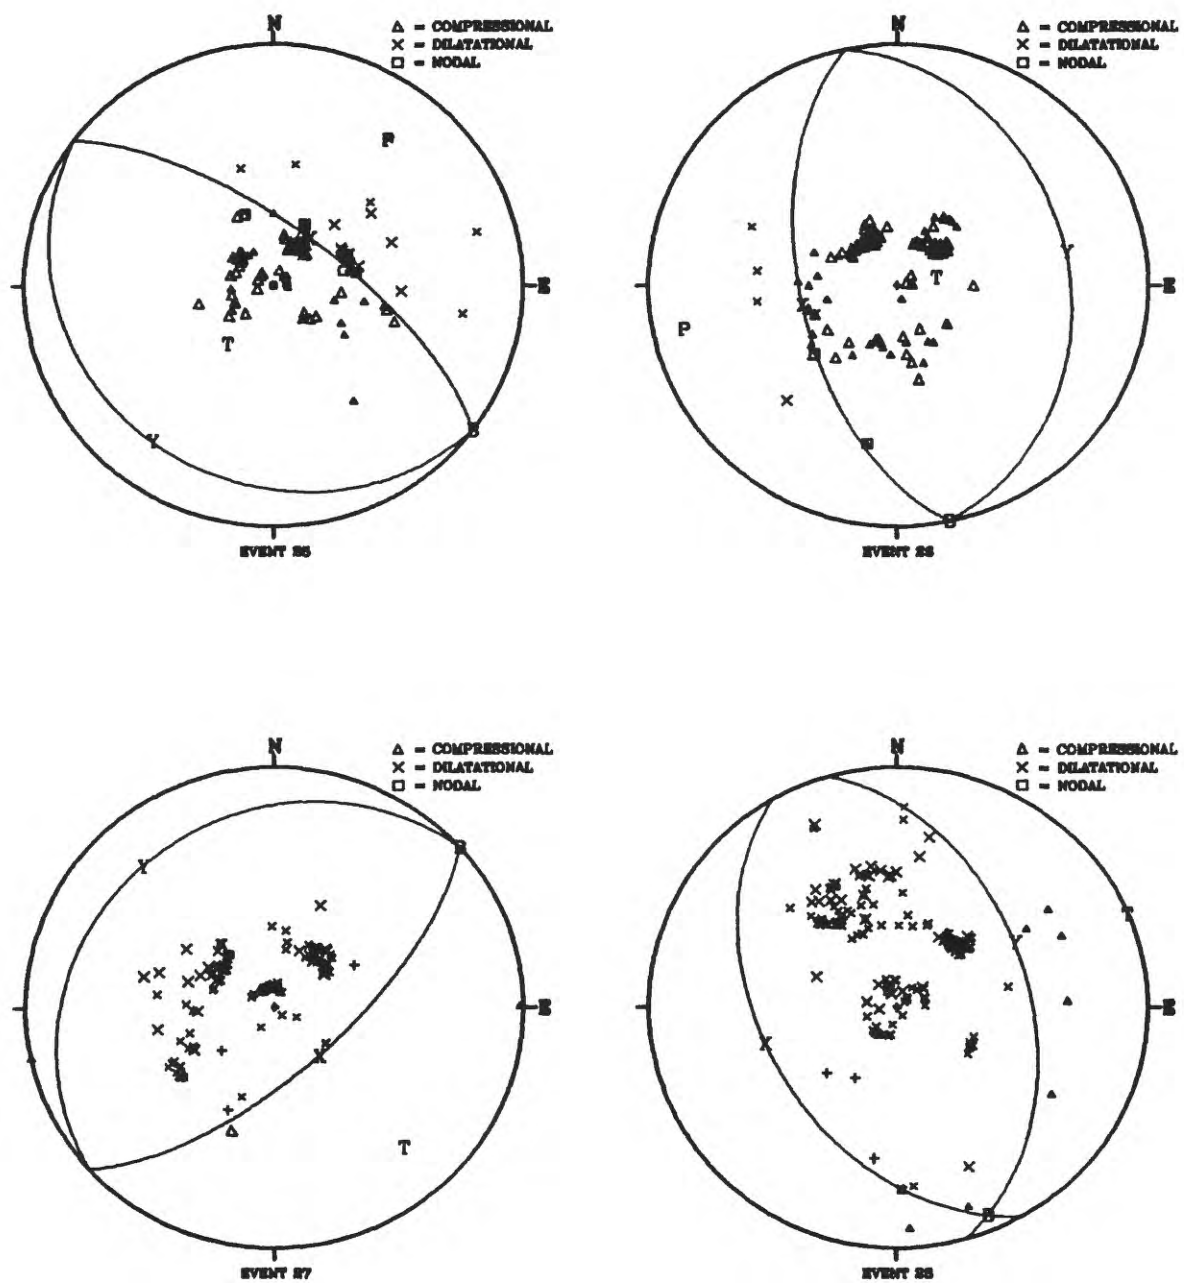 N
△ = COMPRESSIONAL
× = DILATATIONAL
□ = NODAL
P
E
T
Y
B
EVENT 25
N
△ = COMPRESSIONAL
× = DILATATIONAL
□ = NODAL
Y
T
E
P
X
B
EVENT 26
N
△ = COMPRESSIONAL
× = DILATATIONAL
□ = NODAL
B
Y
E
X
T
EVENT 27
N
△ = COMPRESSIONAL
× = DILATATIONAL
□ = NODAL
T
Y
E
X
B
EVENT 28